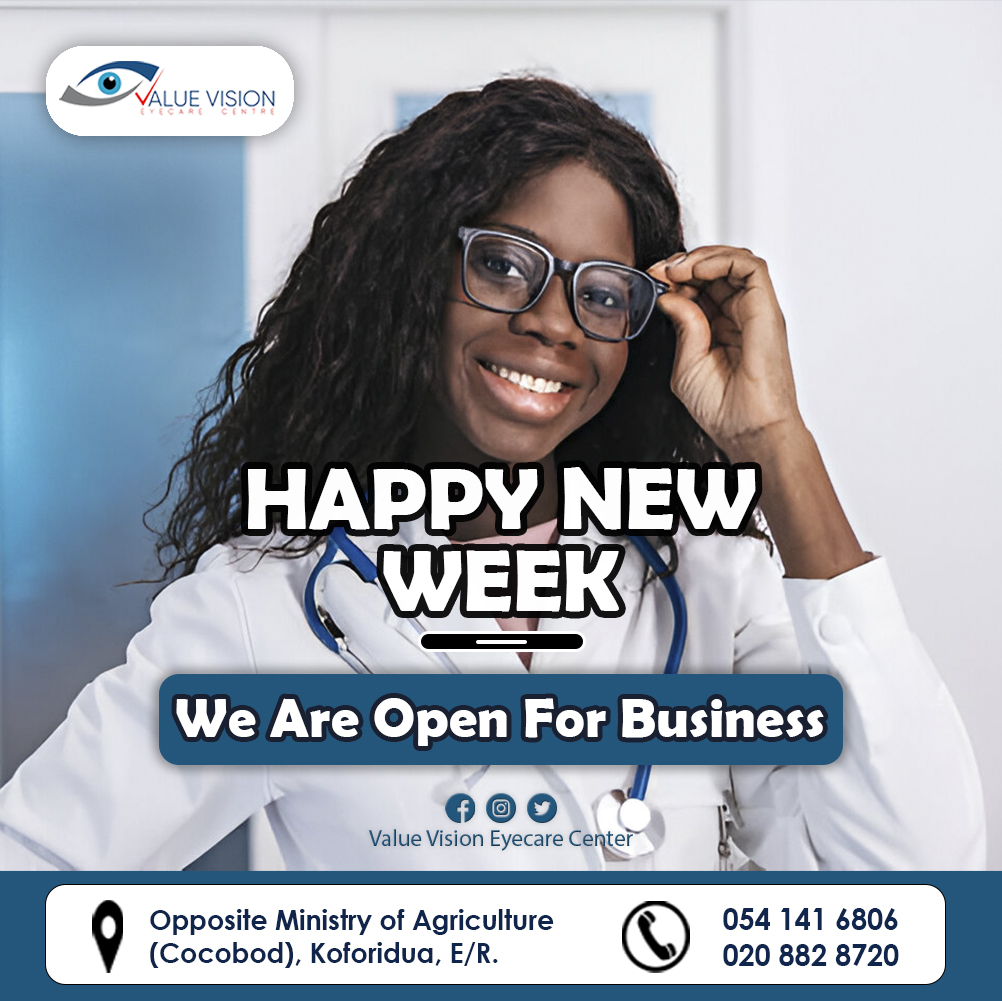 VALUE VISION
EYECARE CENTRE
HAPPY NEW
WEEK
We Are Open For Business
Value Vision Eyecare Center
Opposite Ministry of Agriculture
(Cocobod), Koforidua, E/R.
054 141 6806
020 882 8720